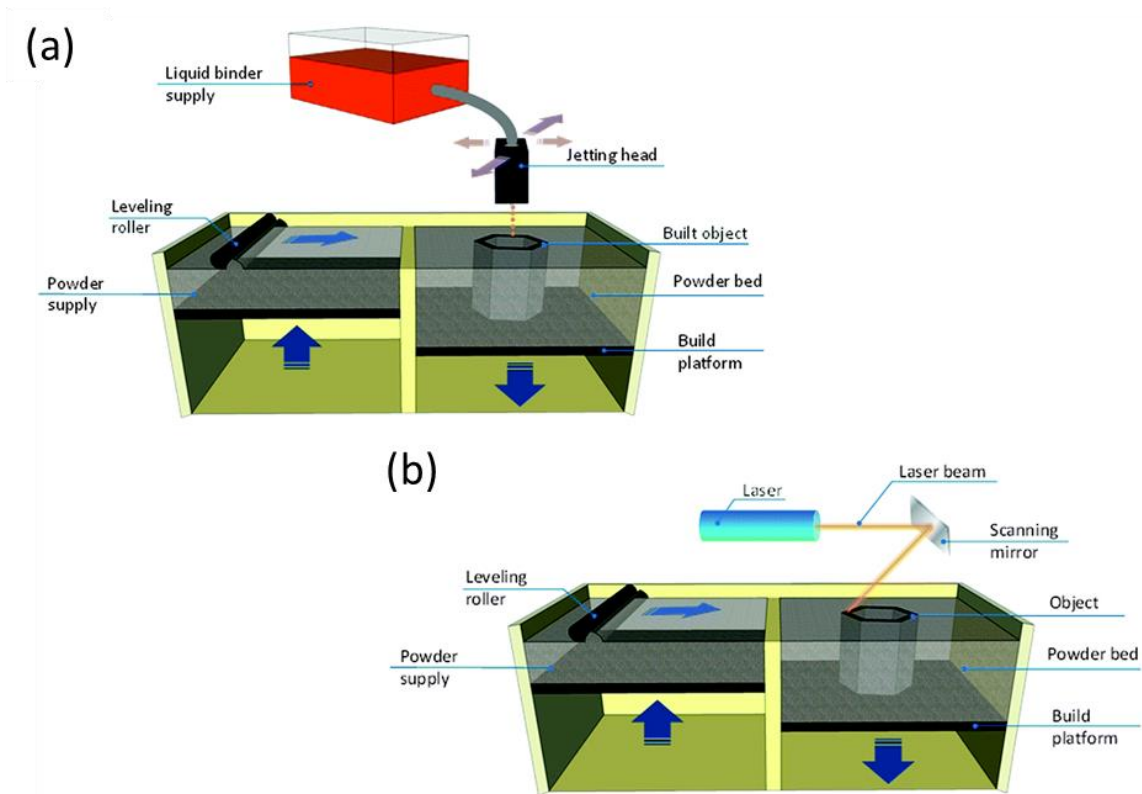 (a)
Liquid binder
supply
Jetting head
Leveling
roller
Built object
Powder
supply
Powder bed
Build
platform
(b)
Laser beam
Laser
Scanning
mirror
Leveling
roller
Object
Powder
supply
Powder bed
Build
platform